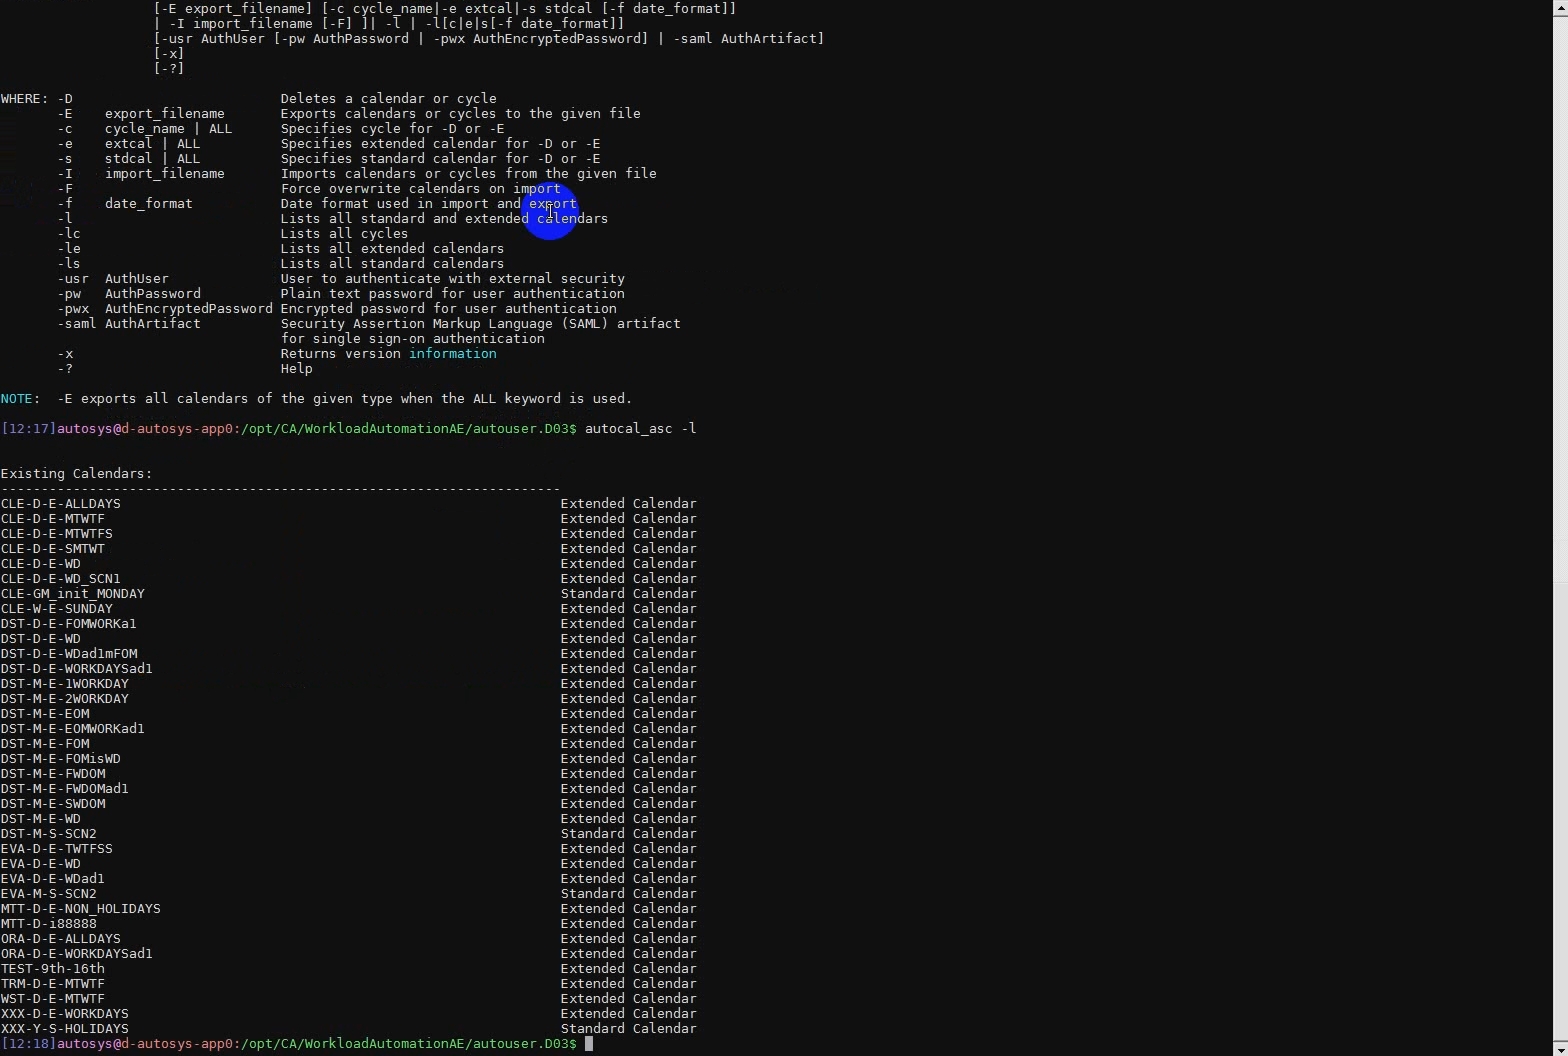 [-E export_filename] [-c cycle_name|-e extcal|-s stdcal [-f date_format]]
| -I import_filename [-F] ]| -l | -l[c|e|s[-f date_format]]
[-usr AuthUser [-pw AuthPassword | -pwx AuthEncryptedPassword] | -saml AuthArtifact]
[-x]
[-?]
WHERE: -D Deletes a calendar or cycle
-E export_filename Exports calendars or cycles to the given file
-c cycle_name | ALL Specifies cycle for -D or -E
-e extcal | ALL Specifies extended calendar for -D or -E
-s stdcal | ALL Specifies standard calendar for -D or -E
-I import_filename Imports calendars or cycles from the given file
-F Force overwrite calendars on import
-f date_format Date format used in import and export
-l Lists all standard and extended calendars
-lc Lists all cycles
-le Lists all extended calendars
-ls Lists all standard calendars
-usr AuthUser User to authenticate with external security
-pw AuthPassword Plain text password for user authentication
-pwx AuthEncryptedPassword Encrypted password for user authentication
-saml AuthArtifact Security Assertion Markup Language (SAML) artifact
for single sign-on authentication
-x Returns version information
-? Help
NOTE: -E exports all calendars of the given type when the ALL keyword is used.
[12:17]autosys@d-autosys-app0:/opt/CA/WorkloadAutomationAE/autouser.D03$ autocal_asc -l
Existing Calendars:
----------------------------------------------------------------------
CLE-D-E-ALLDAYS Extended Calendar
CLE-D-E-MTWTF Extended Calendar
CLE-D-E-MTWTFS Extended Calendar
CLE-D-E-SMTWT Extended Calendar
CLE-D-E-WD Extended Calendar
CLE-D-E-WD_SCN1 Extended Calendar
CLE-GM_init_MONDAY Standard Calendar
CLE-W-E-SUNDAY Extended Calendar
DST-D-E-FOMWORKa1 Extended Calendar
DST-D-E-WD Extended Calendar
DST-D-E-WDad1mFOM Extended Calendar
DST-D-E-WORKDAYSad1 Extended Calendar
DST-M-E-1WORKDAY Extended Calendar
DST-M-E-2WORKDAY Extended Calendar
DST-M-E-EOM Extended Calendar
DST-M-E-EOMWORKad1 Extended Calendar
DST-M-E-FOM Extended Calendar
DST-M-E-FOMisWD Extended Calendar
DST-M-E-FWDOM Extended Calendar
DST-M-E-FWDOMad1 Extended Calendar
DST-M-E-SWDOM Extended Calendar
DST-M-E-WD Extended Calendar
DST-M-S-SCN2 Standard Calendar
EVA-D-E-TWTFSS Extended Calendar
EVA-D-E-WD Extended Calendar
EVA-D-E-WDad1 Extended Calendar
EVA-M-S-SCN2 Standard Calendar
MTT-D-E-NON_HOLIDAYS Extended Calendar
MTT-D-i88888 Extended Calendar
ORA-D-E-ALLDAYS Extended Calendar
ORA-D-E-WORKDAYSad1 Extended Calendar
TEST-9th-16th Extended Calendar
TRM-D-E-MTWTF Extended Calendar
WST-D-E-MTWTF Extended Calendar
XXX-D-E-WORKDAYS Extended Calendar
XXX-Y-S-HOLIDAYS Standard Calendar
[12:18]autosys@d-autosys-app0:/opt/CA/WorkloadAutomationAE/autouser.D03$